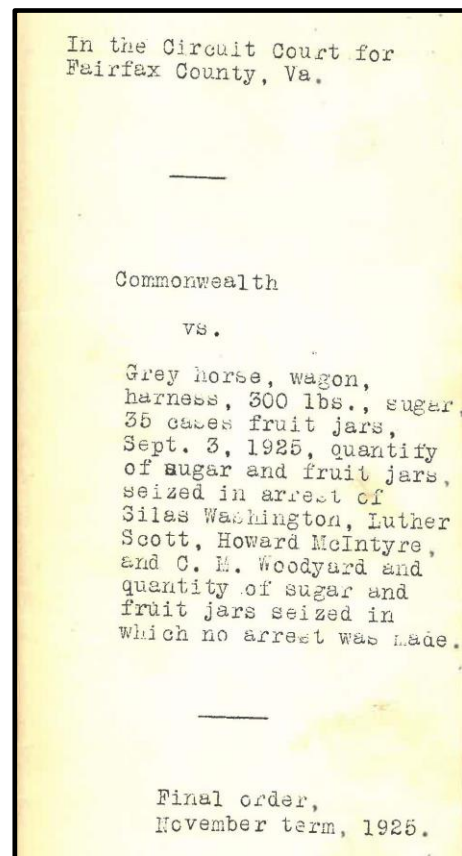 In the Circuit Court for
Fairfax County, Va.
Commonwealth
vs.
Grey horse, wagon,
harness, 300 lbs., sugar,
35 cases fruit jars,
Sept. 3, 1925, quantity
of sugar and fruit jars,
seized in arrest of
Silas Washington, Luther
Scott, Howard McIntyre,
and C. M. Woodyard and
quantity of sugar and
fruit jars seized in
which no arrest was made.
Final order,
November term, 1925.